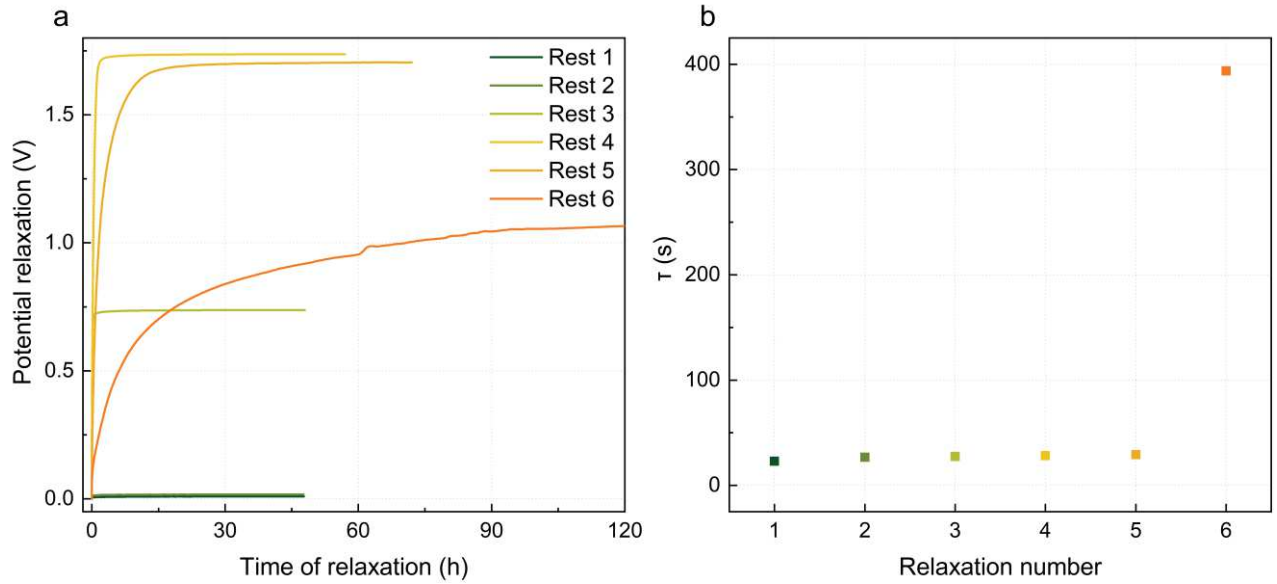 a
Potential relaxation (V)
1.5
1.0
0.5
0.0
0
30
60
90
120
Time of relaxation (h)
Rest 1
Rest 2
Rest 3
Rest 4
Rest 5
Rest 6
b
τ (s)
400
300
200
100
0
1
2
3
4
5
6
Relaxation number